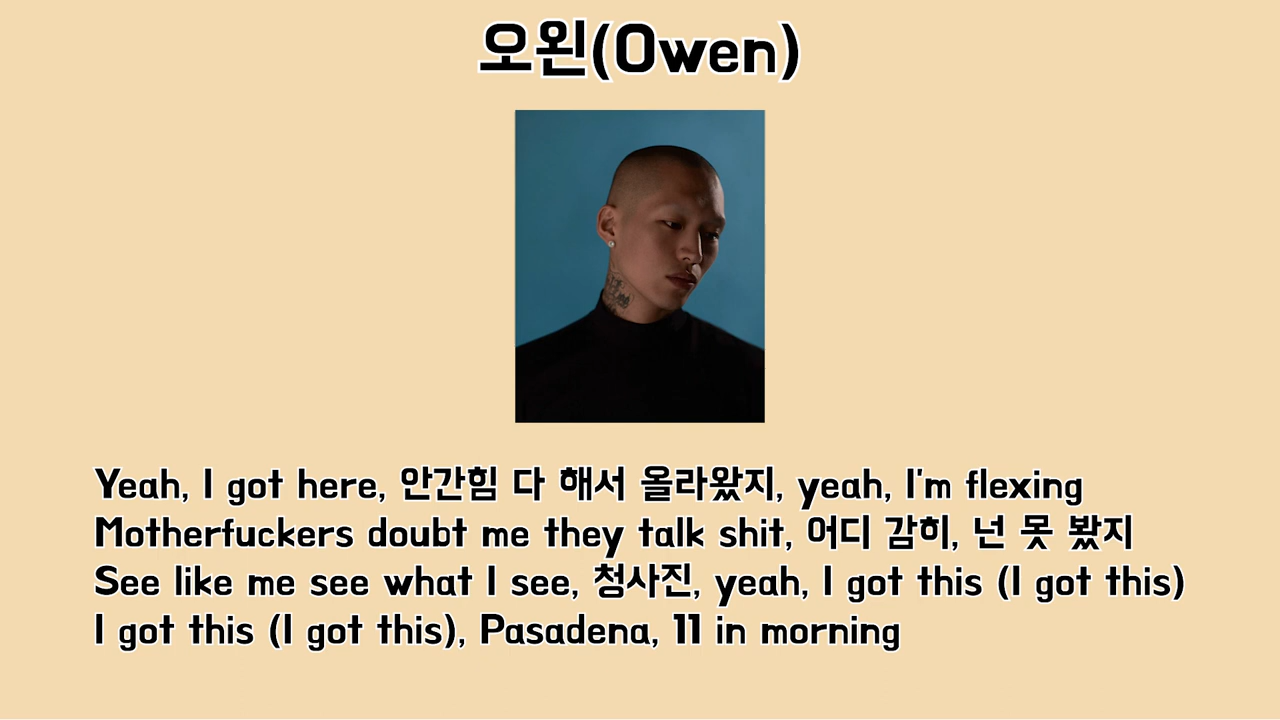 오왼(Owen)
Yeah, I got here, 안간힘 다 해서 올라왔지, yeah, I'm flexing
Motherfuckers doubt me they talk shit, 어디 감히, 넌 못 봤지
See like me see what I see, 청사진, yeah, I got this (I got this)
I got this (I got this), Pasadena, 11 in morning